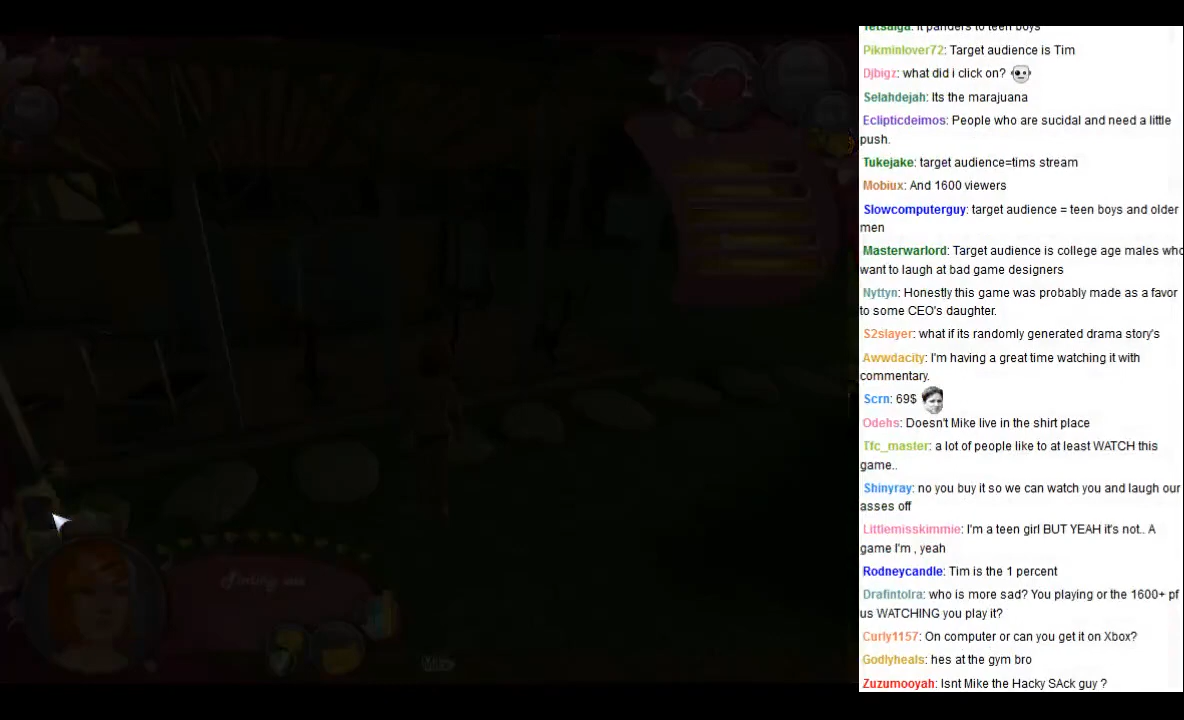 Yetsalga: it panders to teen boys
Pikminlover72: Target audience is Tim
Djbigz: what did i click on?
Selahdejah: Its the marajuana
Eclipticdeimos: People who are sucidal and need a little
push.
Tukejake: target audience=tims stream
Mobiux: And 1600 viewers
Slowcomputerguy: target audience = teen boys and older
men
Masterwarlord: Target audience is college age males who
want to laugh at bad game designers
Nyttyn: Honestly this game was probably made as a favor
to some CEO's daughter.
S2slayer: what if its randomly generated drama story's
Awwdacity: I'm having a great time watching it with
commentary.
Scrn: 69$
Odehs: Doesn't Mike live in the shirt place
Tfc_master: a lot of people like to at least WATCH this
game..
Shinyray: no you buy it so we can watch you and laugh our
asses off
Littlemisskimmie: I'm a teen girl BUT YEAH it's not.. A
game I'm , yeah
Rodneycandle: Tim is the 1 percent
Drafintolra: who is more sad? You playing or the 1600+ pf
us WATCHING you play it?
Curly1157: On computer or can you get it on Xbox?
Godlyheals: hes at the gym bro
Zuzumooyah: Isnt Mike the Hacky SAck guy ?
Mike